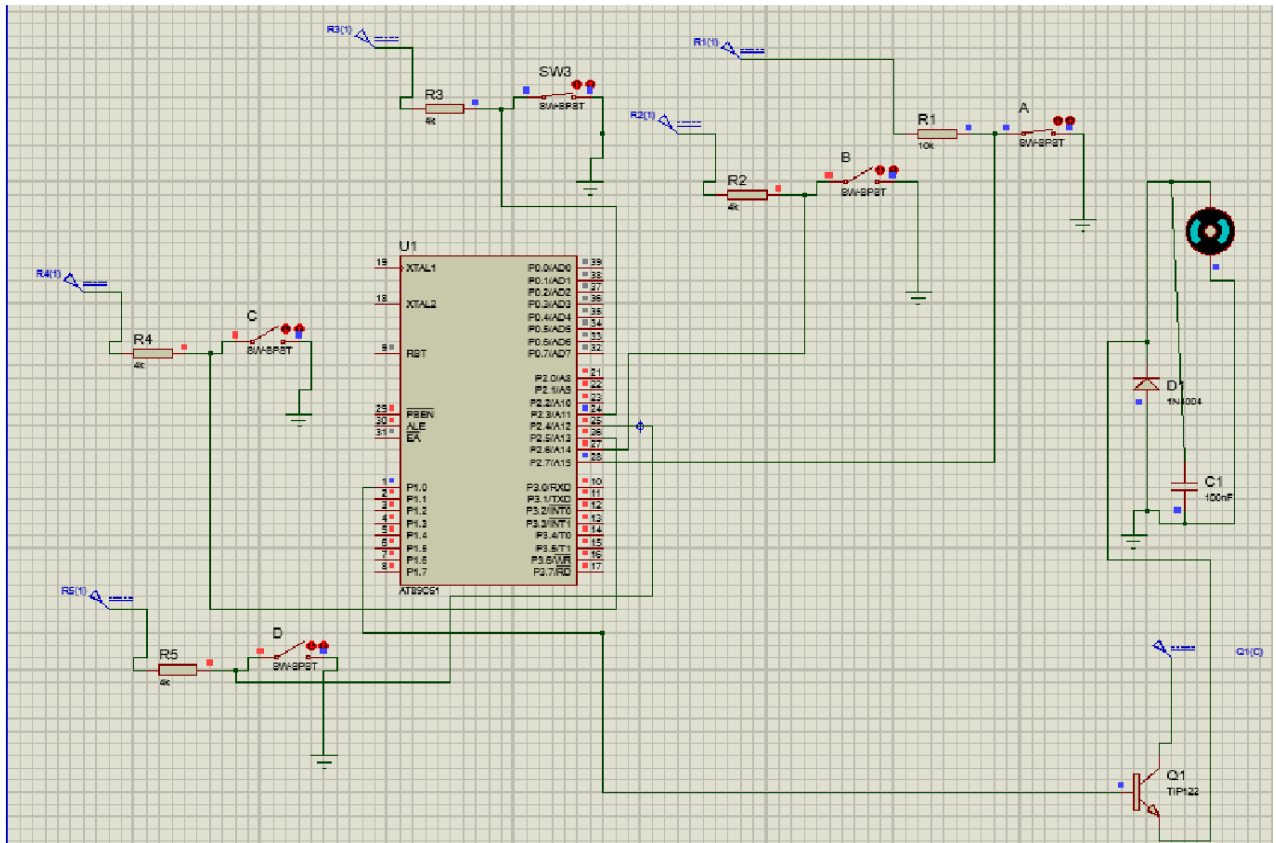 R3(1)
R3
4k
SW3
SW-SPST
R1(1)
R1
10k
A
SW-SPST
R2(1)
R2
4k
B
SW-SPST
R4(1)
R4
4k
C
SW-SPST
U1
19 XTAL1
18 XTAL2
9 RST
29 PSEN
30 ALE
31 EA
1 P1.0
2 P1.1
3 P1.2
4 P1.3
5 P1.4
6 P1.5
7 P1.6
8 P1.7
P0.0/AD0 39
P0.1/AD1 38
P0.2/AD2 37
P0.3/AD3 36
P0.4/AD4 35
P0.5/AD5 34
P0.6/AD6 33
P0.7/AD7 32
P2.0/A8 21
P2.1/A9 22
P2.2/A10 23
P2.3/A11 24
P2.4/A12 25
P2.5/A13 26
P2.6/A14 27
P2.7/A15 28
P3.0/RXD 10
P3.1/TXD 11
P3.2/INT0 12
P3.3/INT1 13
P3.4/T0 14
P3.5/T1 15
P3.6/WR 16
P3.7/RD 17
AT89C51
D1
1N4004
C1
100nF
R5(1)
R5
4k
D
SW-SPST
Q1(C)
Q1
TIP122